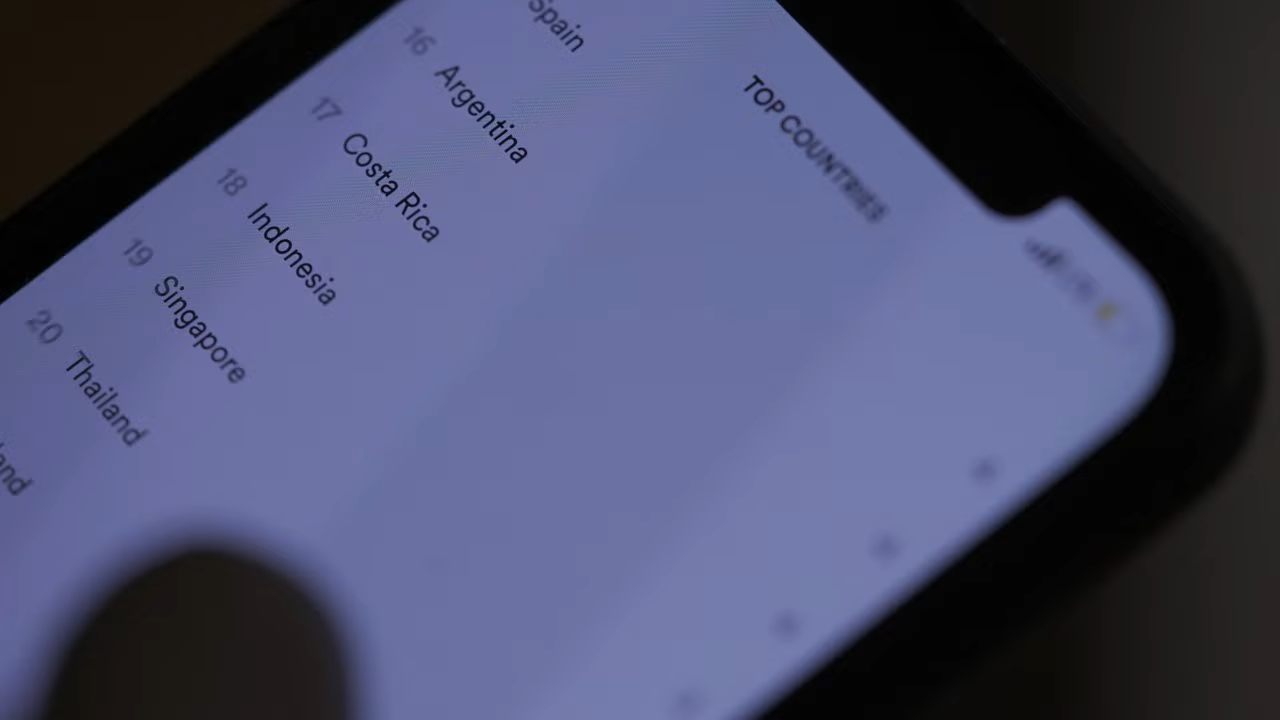 TOP COUNTRIES
Spain
16 Argentina
17 Costa Rica
18 Indonesia
19 Singapore
20 Thailand